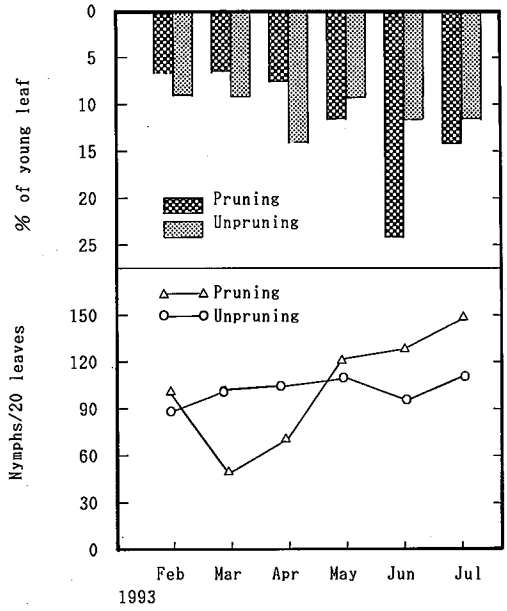 0
5
10
15
20
25
% of young leaf
Pruning
Unpruning
150
120
90
60
30
0
Nymphs/20 leaves
Pruning
Unpruning
Feb Mar Apr May Jun Jul
1993